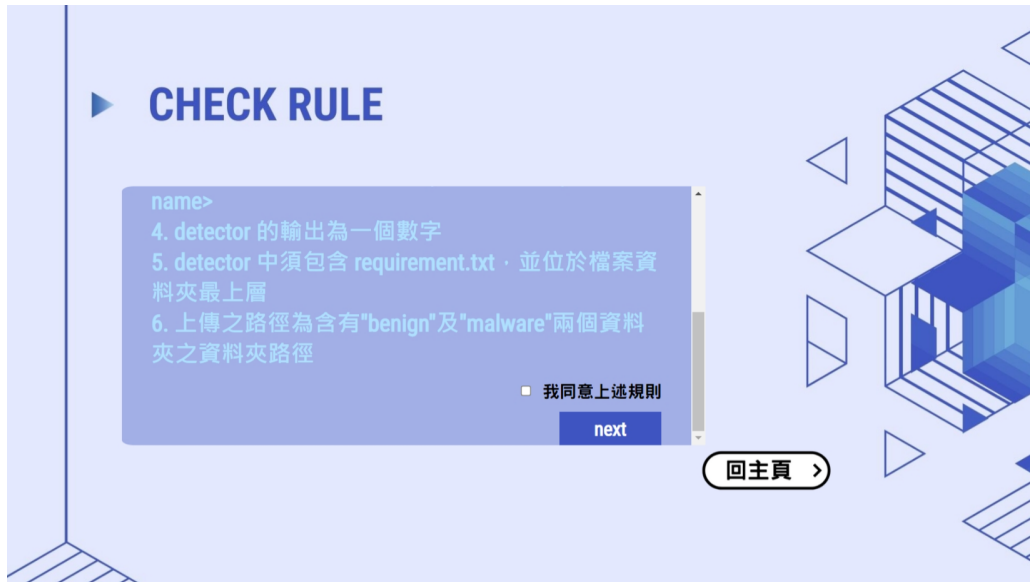 CHECK RULE
name>
4. detector 的輸出為一個數字
5. detector 中須包含 requirement.txt，並位於檔案資
料夾最上層
6. 上傳之路徑為含有"benign"及"malware"兩個資料
夾之資料夾路徑
我同意上述規則
next
回主頁